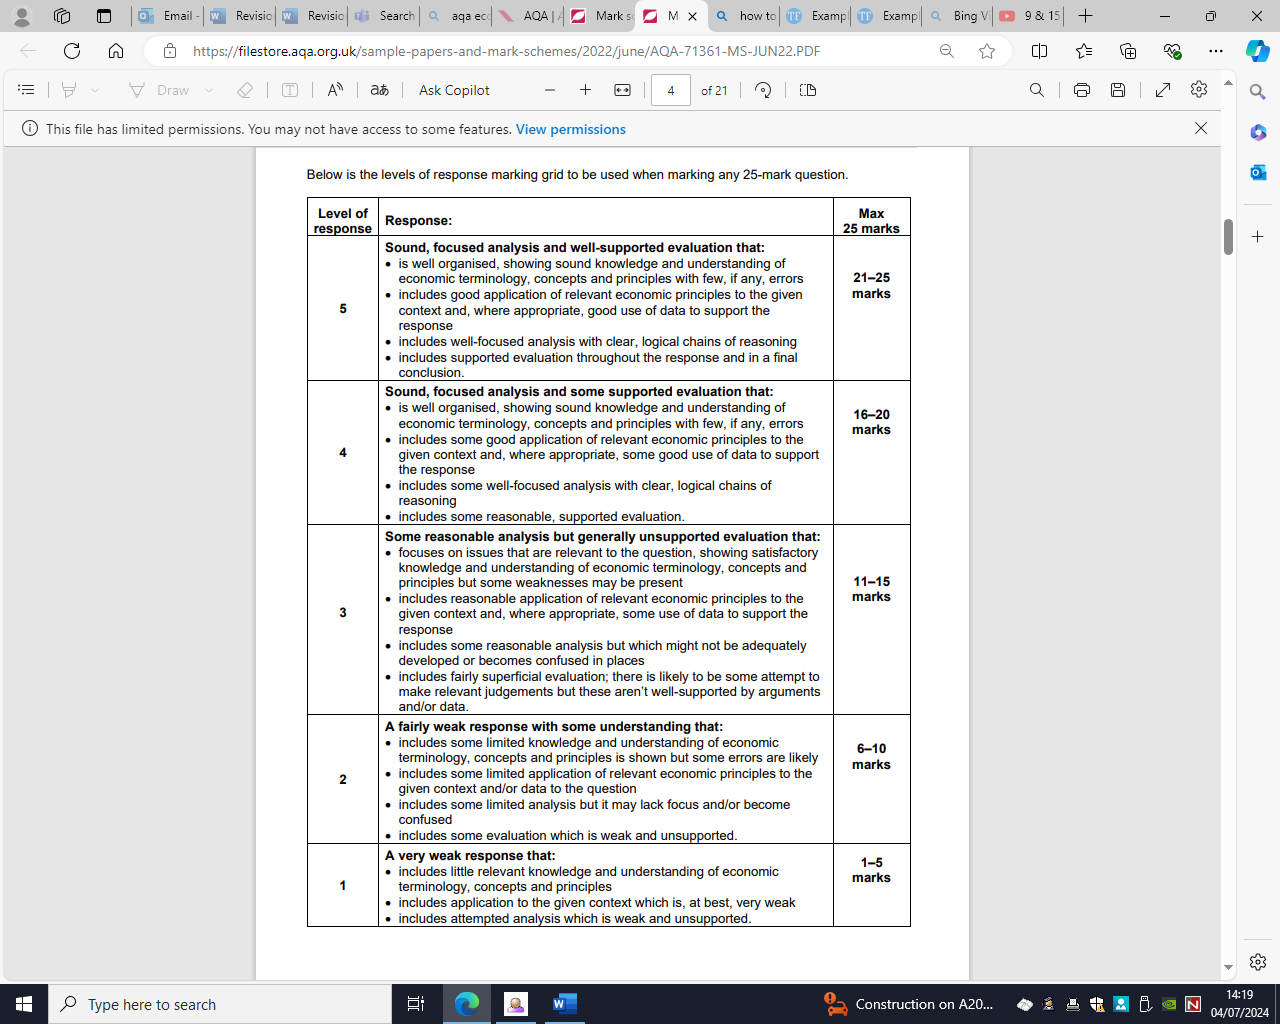 Email -
Revisio
Revisio
Search
aqa ec
AQA | A
Mark s
M
how to
Exampl
Exampl
Bing Vi
9 & 15
https://filestore.aqa.org.uk/sample-papers-and-mark-schemes/2022/june/AQA-71361-MS-JUN22.PDF
Draw
Ask Copilot
4
of 21
This file has limited permissions. You may not have access to some features. View permissions
Below is the levels of response marking grid to be used when marking any 25-mark question.
Level of
response
Response:
Max
25 marks
5
Sound, focused analysis and well-supported evaluation that:
• is well organised, showing sound knowledge and understanding of
economic terminology, concepts and principles with few, if any, errors
• includes good application of relevant economic principles to the given
context and, where appropriate, good use of data to support the
response
• includes well-focused analysis with clear, logical chains of reasoning
• includes supported evaluation throughout the response and in a final
conclusion.
21–25
marks
4
Sound, focused analysis and some supported evaluation that:
• is well organised, showing sound knowledge and understanding of
economic terminology, concepts and principles with few, if any, errors
• includes some good application of relevant economic principles to the
given context and, where appropriate, some good use of data to support
the response
• includes some well-focused analysis with clear, logical chains of
reasoning
• includes some reasonable, supported evaluation.
16–20
marks
3
Some reasonable analysis but generally unsupported evaluation that:
• focuses on issues that are relevant to the question, showing satisfactory
knowledge and understanding of economic terminology, concepts and
principles but some weaknesses may be present
• includes reasonable application of relevant economic principles to the
given context and, where appropriate, some use of data to support the
response
• includes some reasonable analysis but which might not be adequately
developed or becomes confused in places
• includes fairly superficial evaluation; there is likely to be some attempt to
make relevant judgements but these aren't well-supported by arguments
and/or data.
11–15
marks
2
A fairly weak response with some understanding that:
• includes some limited knowledge and understanding of economic
terminology, concepts and principles is shown but some errors are likely
• includes some limited application of relevant economic principles to the
given context and/or data to the question
• includes some limited analysis but it may lack focus and/or become
confused
• includes some evaluation which is weak and unsupported.
6–10
marks
1
A very weak response that:
• includes little relevant knowledge and understanding of economic
terminology, concepts and principles
• includes application to the given context which is, at best, very weak
• includes attempted analysis which is weak and unsupported.
1–5
marks
Type here to search
Construction on A20...
14:19
04/07/2024